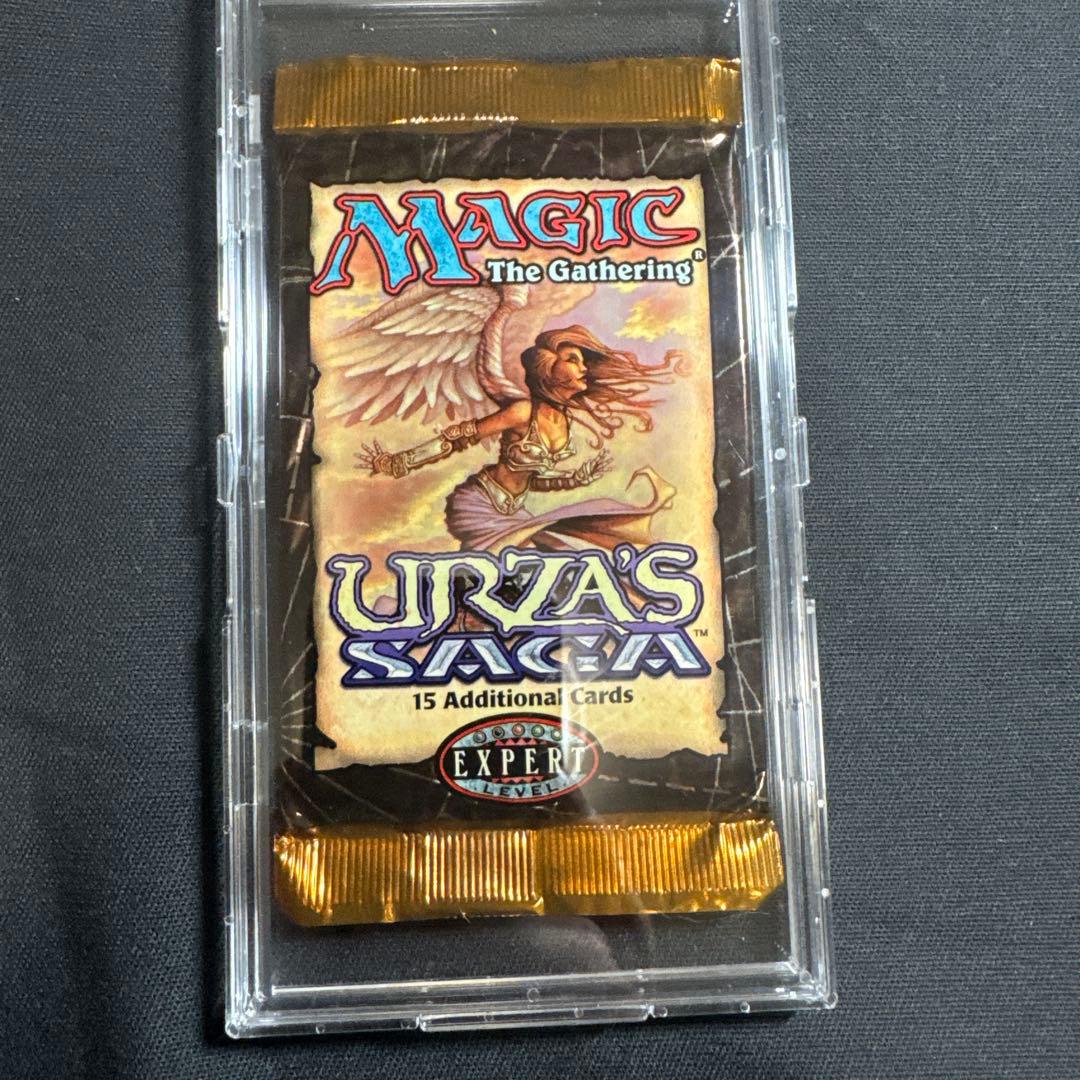 MAGIC
The Gathering®
URZA'S
SAGA™
15 Additional Cards
EXPERT
LEVEL